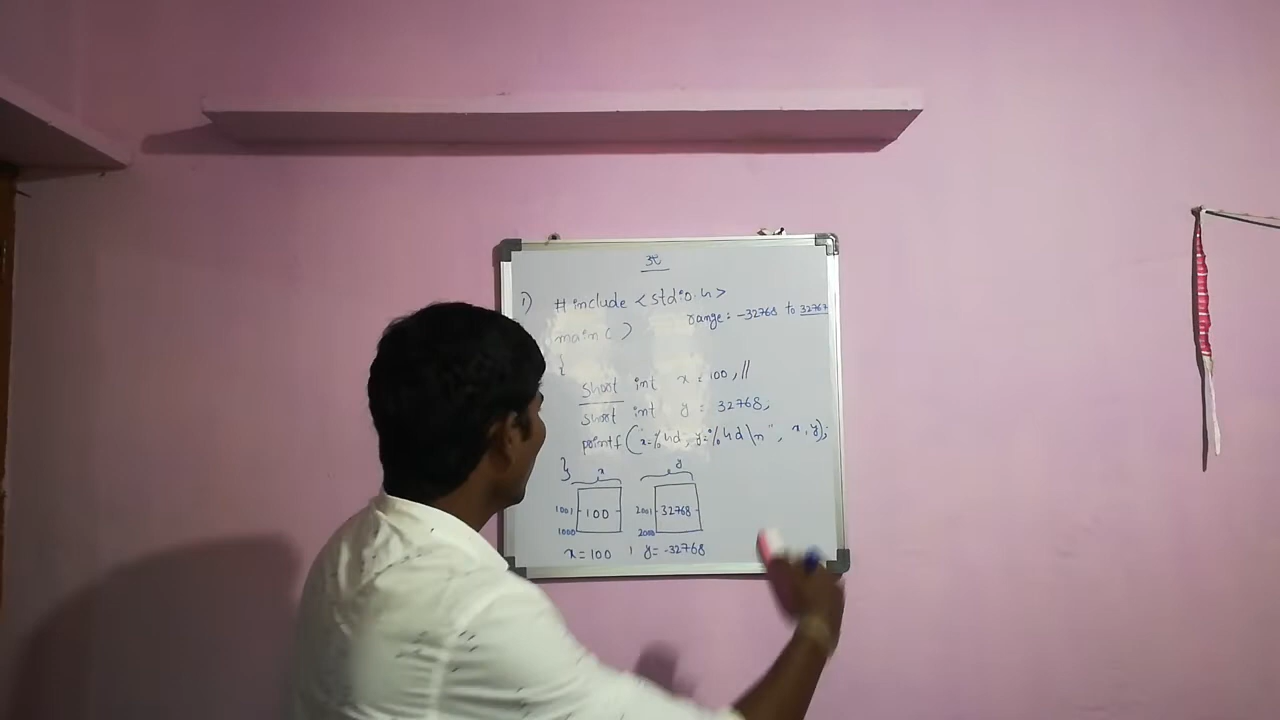 1) #include <stdio.h>
range: -32768 to 32767
main()
{
short int x = 100, //
short int y = 32768;
printf("x=%hd, y=%hd\n", x, y);
}
x y
1001 100 2001 32768
1000 2000
x = 100 , y = -32768